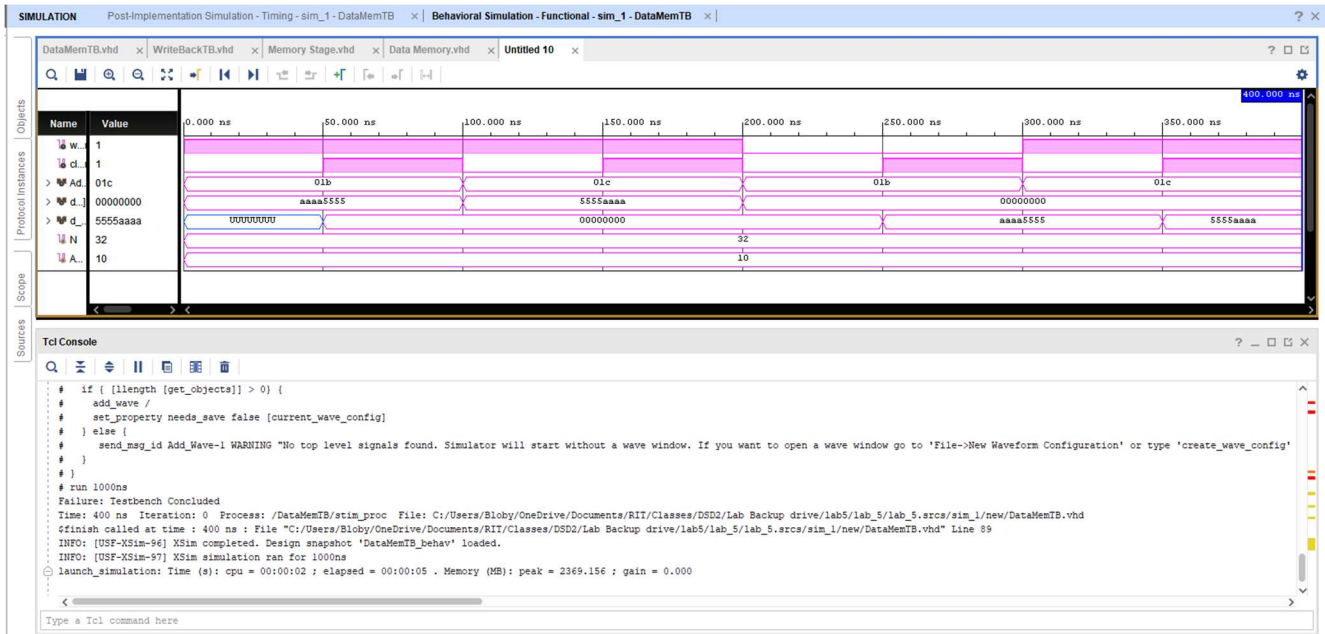 SIMULATION Post-Implementation Simulation - Timing - sim_1 - DataMemTB × Behavioral Simulation - Functional - sim_1 - DataMemTB × ? ×
DataMemTB.vhd × WriteBackTB.vhd × Memory Stage.vhd × Data Memory.vhd × Untitled 10 × ?
Objects
Protocol Instances
Scope
Sources
400.000 ns
Name Value 0.000 ns 50.000 ns 100.000 ns 150.000 ns 200.000 ns 250.000 ns 300.000 ns 350.000 ns
w... 1
cl... 1
> Ad.. 01c 01b 01c 01b 01c
> d...] 00000000 aaaa5555 5555aaaa 00000000
> d_.. 5555aaaa UUUUUUUU 00000000 aaaa5555 5555aaaa
N 32 32
A... 10 10
Tcl Console ? _ ×
# if { [llength [get_objects]] > 0} {
# add_wave /
# set_property needs_save false [current_wave_config]
# } else {
# send_msg_id Add_Wave-1 WARNING "No top level signals found. Simulator will start without a wave window. If you want to open a wave window go to 'File->New Waveform Configuration' or type 'create_wave_config'
# }
# }
# run 1000ns
Failure: Testbench Concluded
Time: 400 ns Iteration: 0 Process: /DataMemTB/stim_proc File: C:/Users/Bloby/OneDrive/Documents/RIT/Classes/DSD2/Lab Backup drive/lab5/lab_5/lab_5.srcs/sim_1/new/DataMemTB.vhd
$finish called at time : 400 ns : File "C:/Users/Bloby/OneDrive/Documents/RIT/Classes/DSD2/Lab Backup drive/lab5/lab_5/lab_5.srcs/sim_1/new/DataMemTB.vhd" Line 89
INFO: [USF-XSim-96] XSim completed. Design snapshot 'DataMemTB_behav' loaded.
INFO: [USF-XSim-97] XSim simulation ran for 1000ns
launch_simulation: Time (s): cpu = 00:00:02 ; elapsed = 00:00:05 . Memory (MB): peak = 2369.156 ; gain = 0.000
Type a Tcl command here